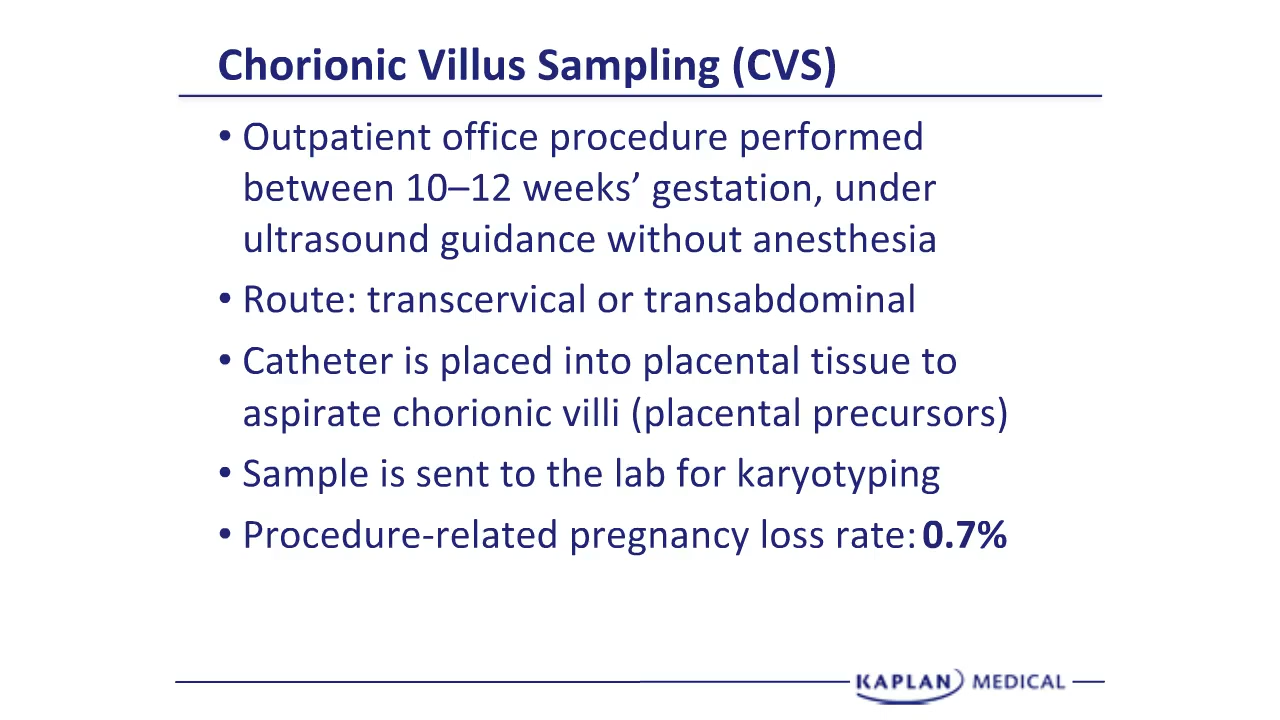 Chorionic Villus Sampling (CVS)
• Outpatient office procedure performed
between 10–12 weeks’ gestation, under
ultrasound guidance without anesthesia
• Route: transcervical or transabdominal
• Catheter is placed into placental tissue to
aspirate chorionic villi (placental precursors)
• Sample is sent to the lab for karyotyping
• Procedure-related pregnancy loss rate: 0.7%
KAPLAN MEDICAL